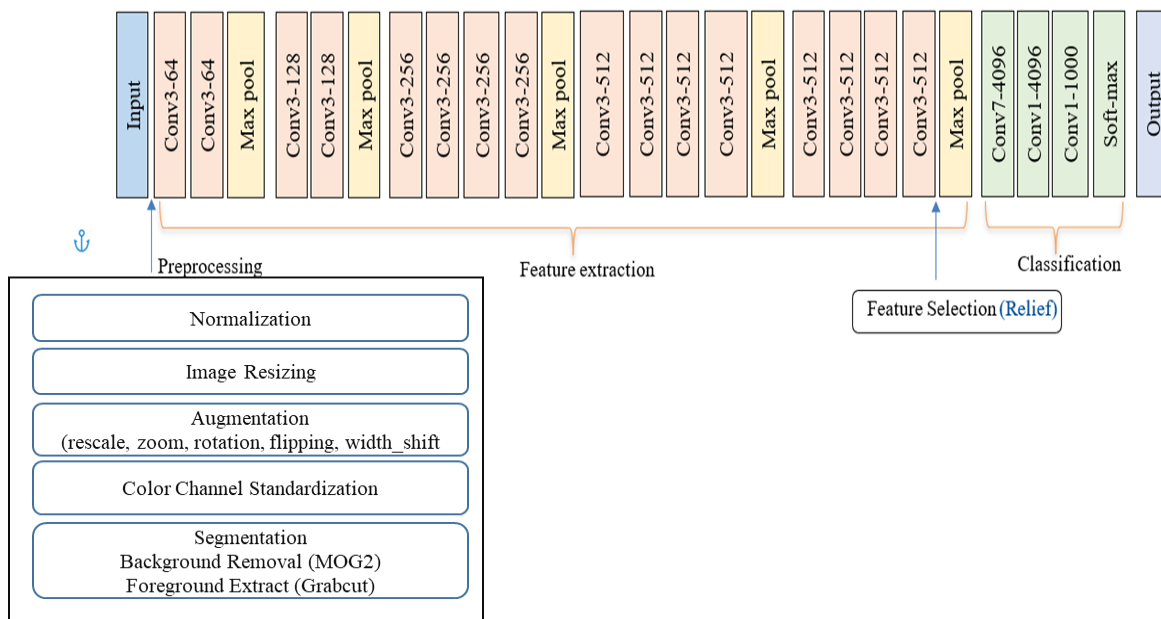 Input
Conv3-64
Conv3-64
Max pool
Conv3-128
Conv3-128
Max pool
Conv3-256
Conv3-256
Conv3-256
Conv3-256
Max pool
Conv3-512
Conv3-512
Conv3-512
Conv3-512
Max pool
Conv3-512
Conv3-512
Conv3-512
Conv3-512
Max pool
Conv7-4096
Conv1-4096
Conv1-1000
Soft-max
Output
Preprocessing
Feature extraction
Classification
Feature Selection (Relief)
Normalization
Image Resizing
Augmentation
(rescale, zoom, rotation, flipping, width_shift
Color Channel Standardization
Segmentation
Background Removal (MOG2)
Foreground Extract (Grabcut)